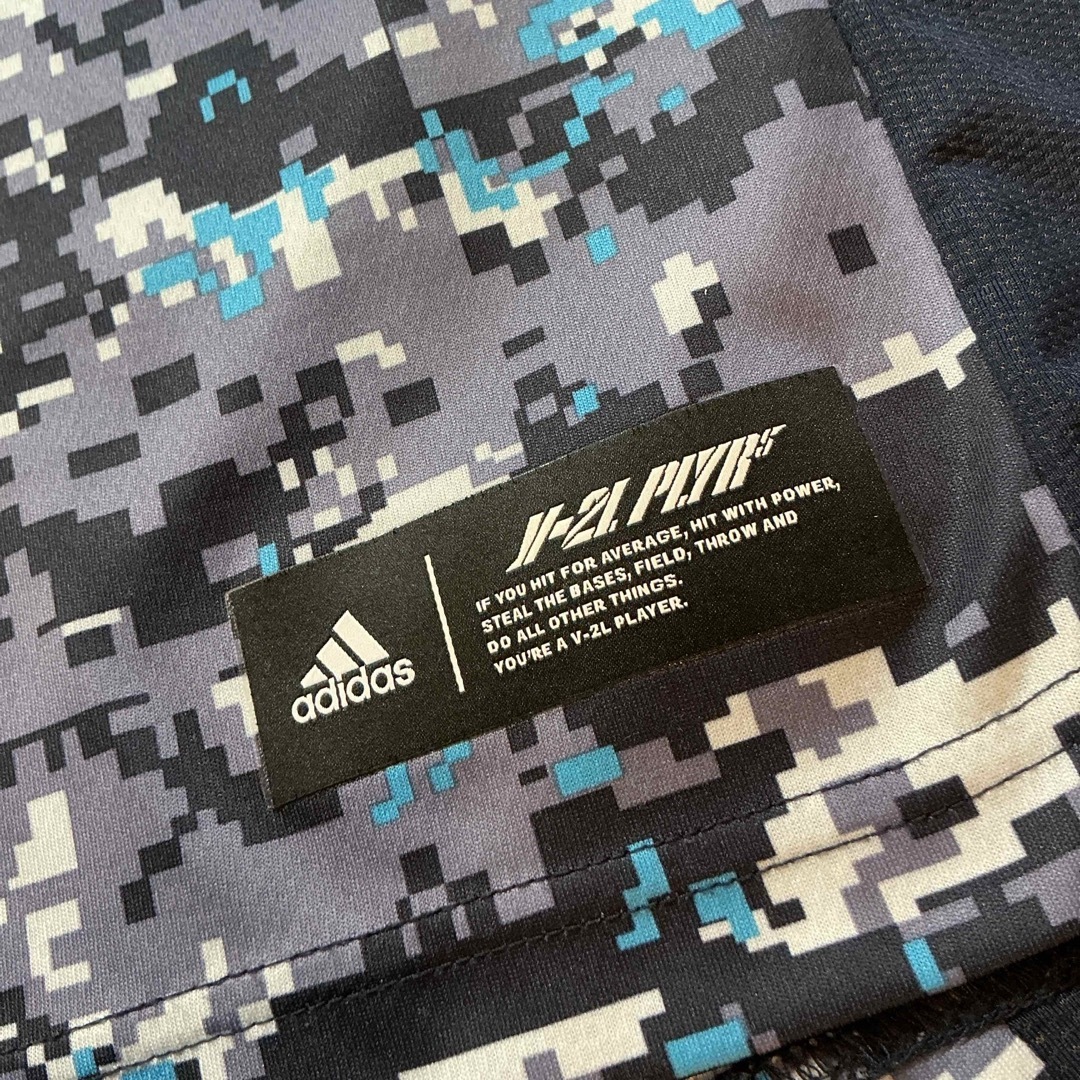 adidas
V-2L PLYRS
IF YOU HIT FOR AVERAGE, HIT WITH POWER,
STEAL THE BASES, FIELD, THROW AND
DO ALL OTHER THINGS.
YOU'RE A V-2L PLAYER.